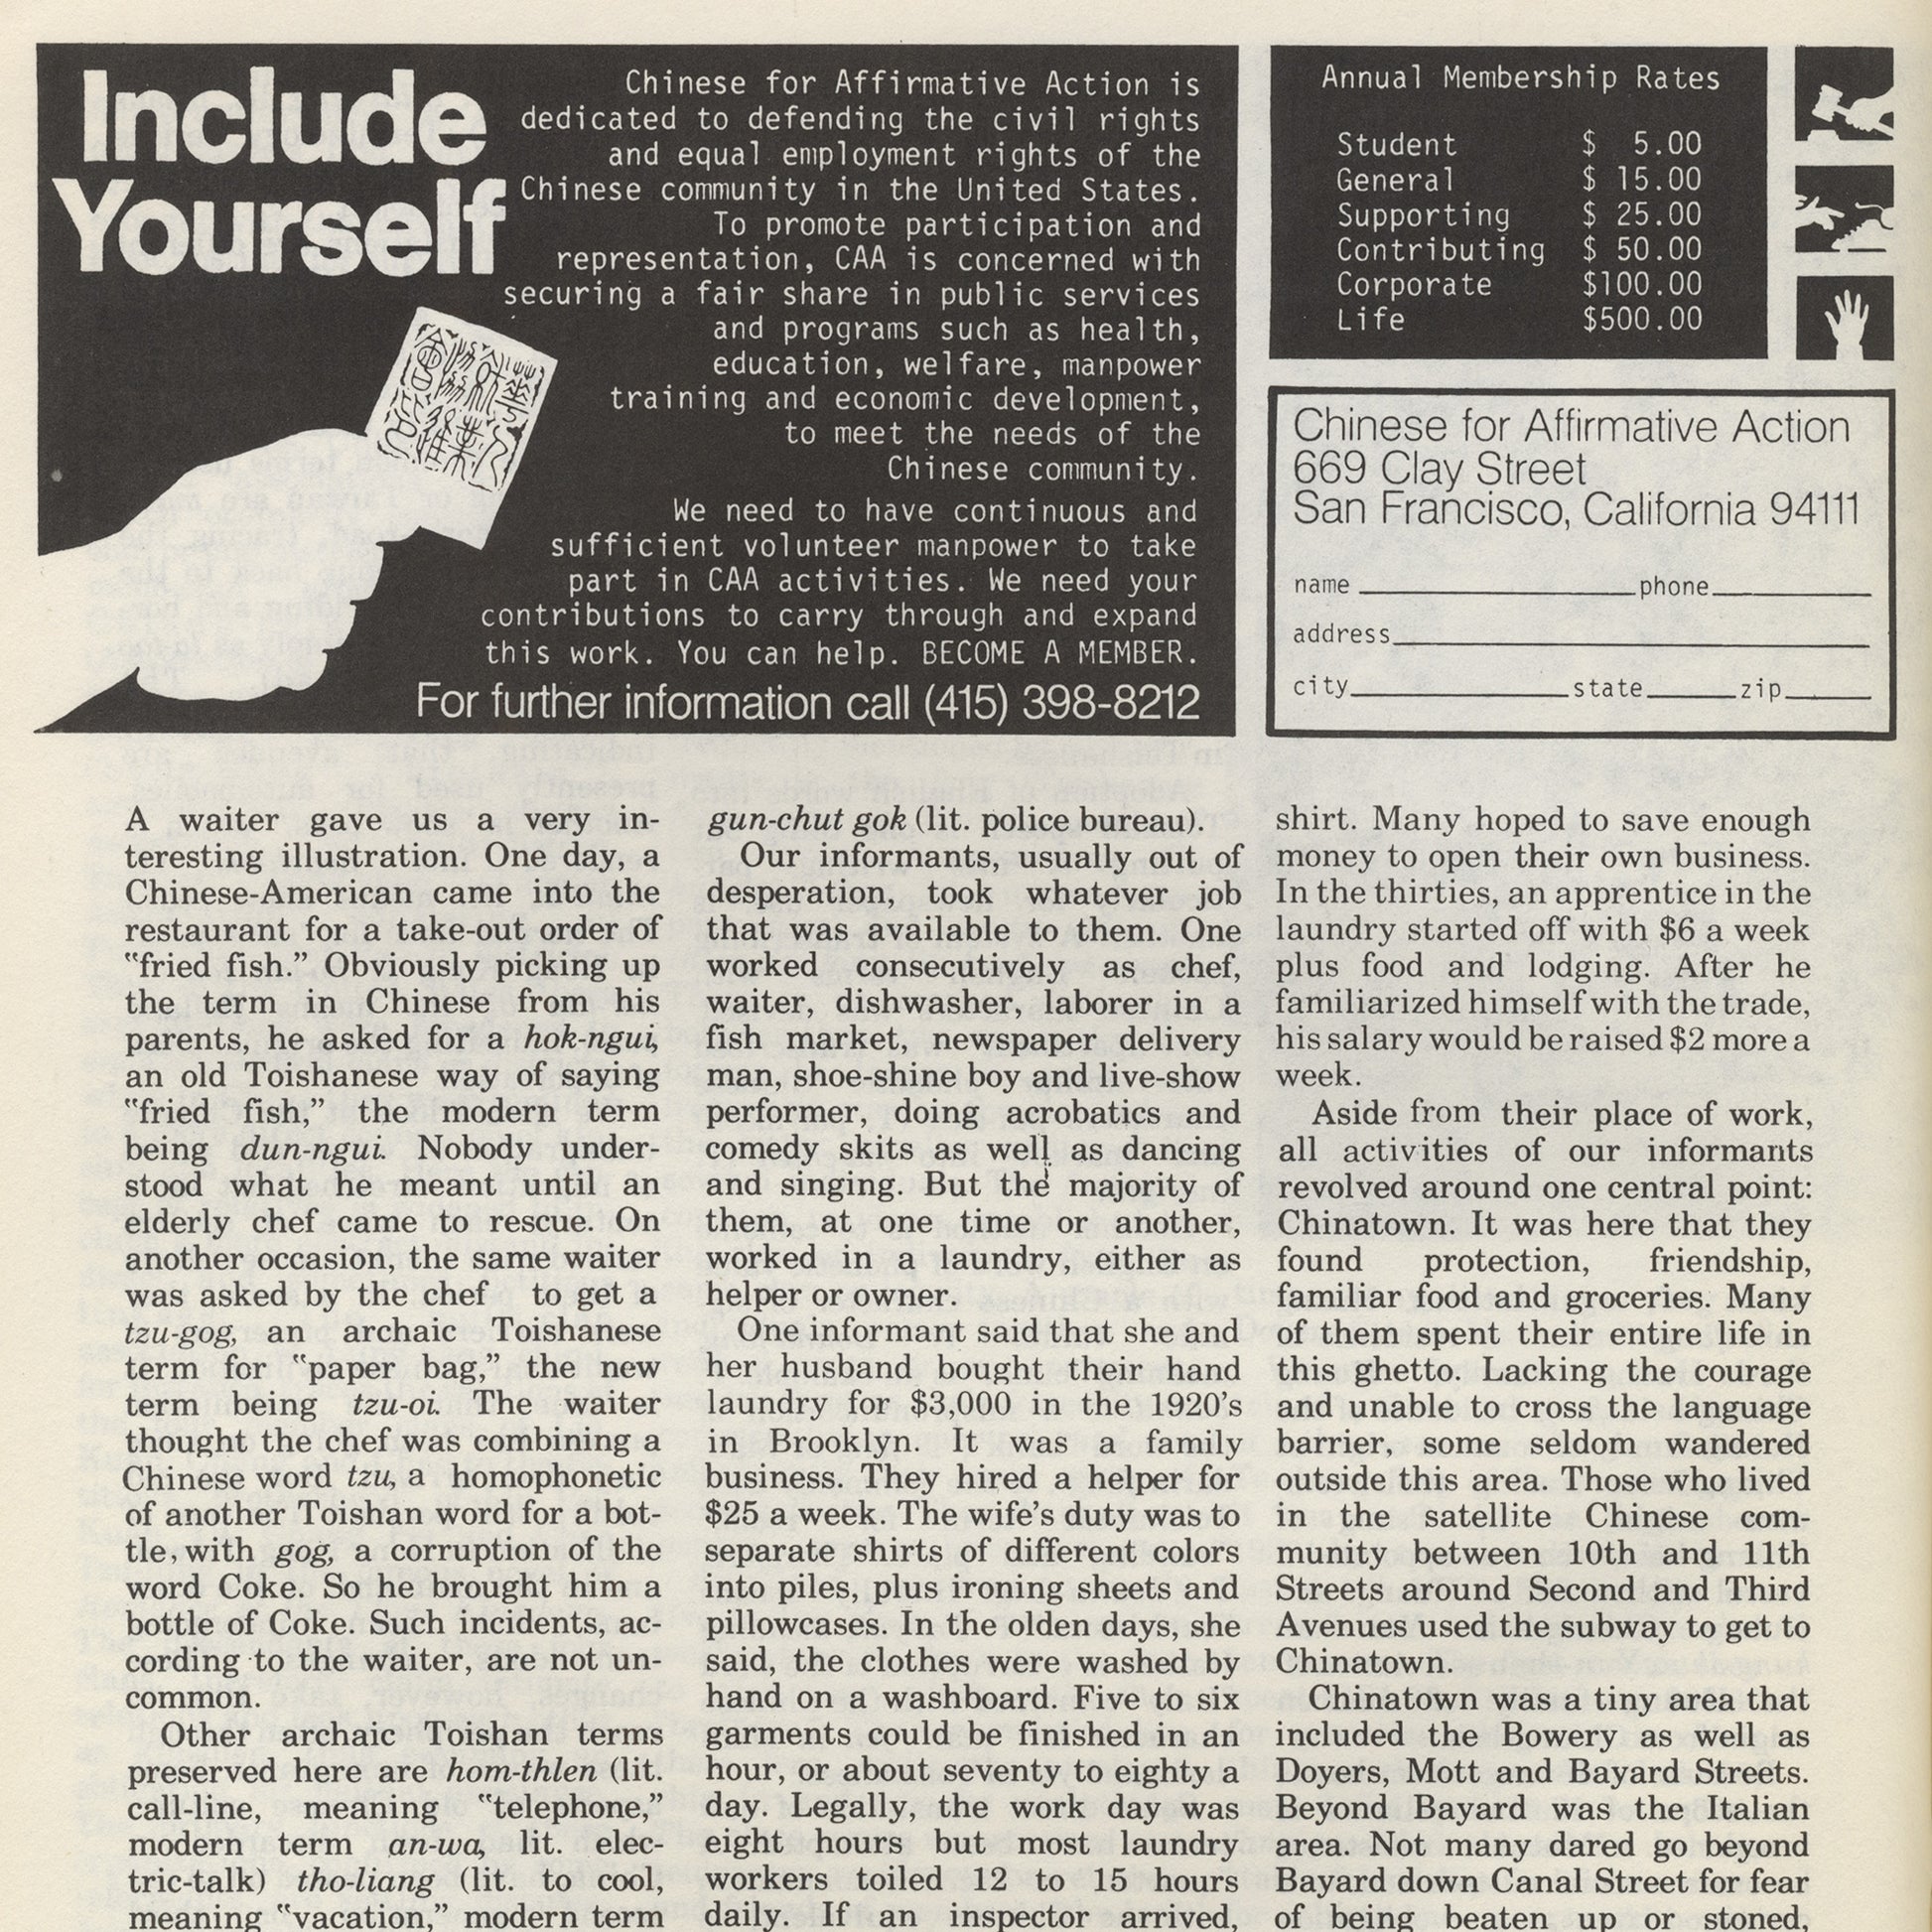 Include
Yourself
Chinese for Affirmative Action is
dedicated to defending the civil rights
and equal employment rights of the
Chinese community in the United States.
To promote participation and
representation, CAA is concerned with
securing a fair share in public services
and programs such as health,
education, welfare, manpower
training and economic development,
to meet the needs of the
Chinese community.
We need to have continuous and
sufficient volunteer manpower to take
part in CAA activities. We need your
contributions to carry through and expand
this work. You can help. BECOME A MEMBER.
For further information call (415) 398-8212
Annual Membership Rates
Student $ 5.00
General $ 15.00
Supporting $ 25.00
Contributing $ 50.00
Corporate $100.00
Life $500.00
Chinese for Affirmative Action
669 Clay Street
San Francisco, California 94111
name phone
address
city state zip
A waiter gave us a very in-
teresting illustration. One day, a
Chinese-American came into the
restaurant for a take-out order of
"fried fish." Obviously picking up
the term in Chinese from his
parents, he asked for a hok-ngui,
an old Toishanese way of saying
"fried fish," the modern term
being dun-ngui. Nobody under-
stood what he meant until an
elderly chef came to rescue. On
another occasion, the same waiter
was asked by the chef to get a
tzu-gog, an archaic Toishanese
term for "paper bag," the new
term being tzu-oi. The waiter
thought the chef was combining a
Chinese word tzu, a homophonetic
of another Toishan word for a bot-
tle, with gog, a corruption of the
word Coke. So he brought him a
bottle of Coke. Such incidents, ac-
cording to the waiter, are not un-
common.
Other archaic Toishan terms
preserved here are hom-thlen (lit.
call-line, meaning "telephone,"
modern term an-wa, lit. elec-
tric-talk) tho-liang (lit. to cool,
meaning "vacation," modern term
gun-chut gok (lit. police bureau).
Our informants, usually out of
desperation, took whatever job
that was available to them. One
worked consecutively as chef,
waiter, dishwasher, laborer in a
fish market, newspaper delivery
man, shoe-shine boy and live-show
performer, doing acrobatics and
comedy skits as well as dancing
and singing. But the majority of
them, at one time or another,
worked in a laundry, either as
helper or owner.
One informant said that she and
her husband bought their hand
laundry for $3,000 in the 1920's
in Brooklyn. It was a family
business. They hired a helper for
$25 a week. The wife's duty was to
separate shirts of different colors
into piles, plus ironing sheets and
pillowcases. In the olden days, she
said, the clothes were washed by
hand on a washboard. Five to six
garments could be finished in an
hour, or about seventy to eighty a
day. Legally, the work day was
eight hours but most laundry
workers toiled 12 to 15 hours
daily. If an inspector arrived,
shirt. Many hoped to save enough
money to open their own business.
In the thirties, an apprentice in the
laundry started off with $6 a week
plus food and lodging. After he
familiarized himself with the trade,
his salary would be raised $2 more a
week.
Aside from their place of work,
all activities of our informants
revolved around one central point:
Chinatown. It was here that they
found protection, friendship,
familiar food and groceries. Many
of them spent their entire life in
this ghetto. Lacking the courage
and unable to cross the language
barrier, some seldom wandered
outside this area. Those who lived
in the satellite Chinese com-
munity between 10th and 11th
Streets around Second and Third
Avenues used the subway to get to
Chinatown.
Chinatown was a tiny area that
included the Bowery as well as
Doyers, Mott and Bayard Streets.
Beyond Bayard was the Italian
area. Not many dared go beyond
Bayard down Canal Street for fear
of being beaten up or stoned,